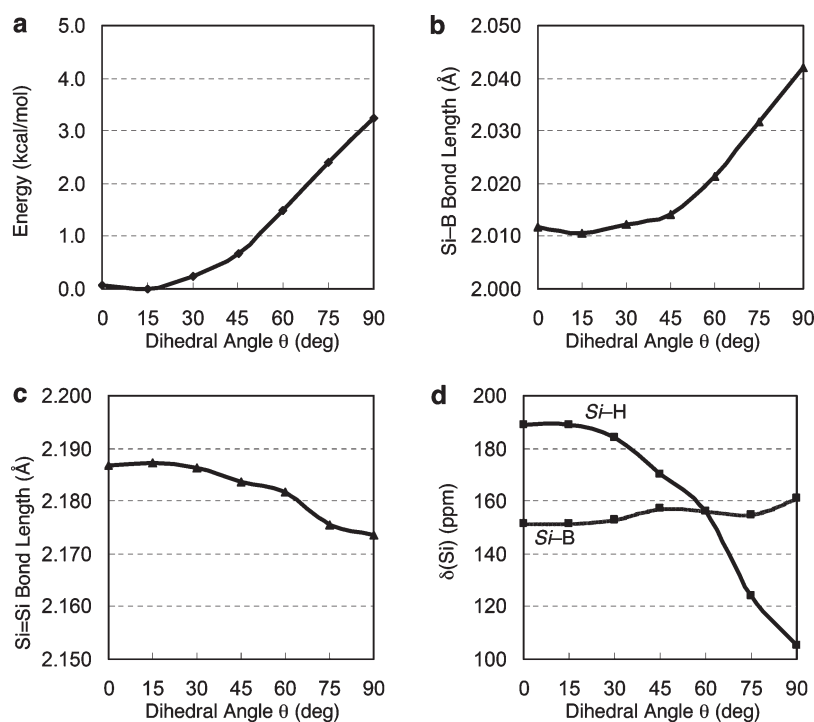 a
5.0
4.0
3.0
2.0
1.0
0.0
Energy (kcal/mol)
0 15 30 45 60 75 90
Dihedral Angle θ (deg)
b
2.040
2.030
2.020
2.010
2.000
2.050
Si–B Bond Length (Å)
0 15 30 45 60 75 90
Dihedral Angle θ (deg)
c
2.200
2.190
2.180
2.170
2.160
2.150
Si=Si Bond Length (Å)
0 15 30 45 60 75 90
Dihedral Angle θ (deg)
d
200
180
160
140
120
100
δ(Si) (ppm)
Si–H
Si–B
0 15 30 45 60 75 90
Dihedral Angle θ (deg)